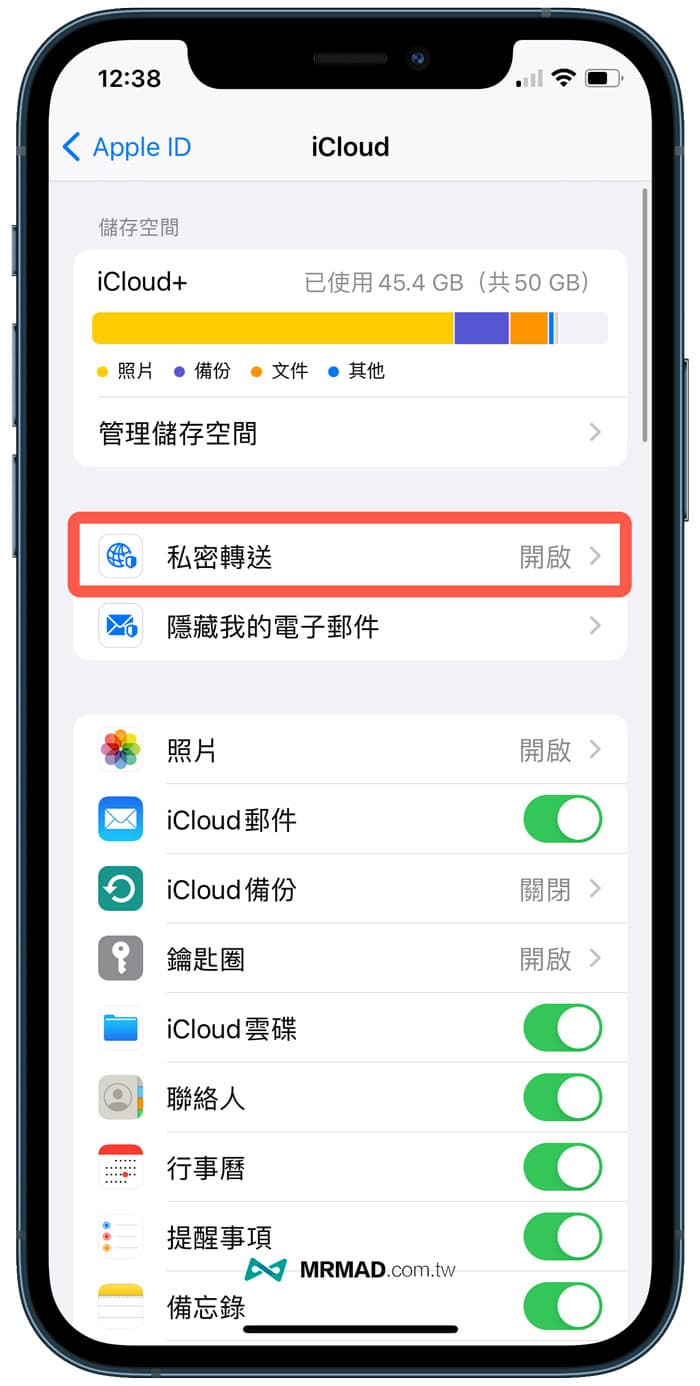 12:38
Apple ID
iCloud
儲存空間
iCloud+ 已使用 45.4 GB（共 50 GB）
照片 備份 文件 其他
管理儲存空間
私密轉送 開啟
隱藏我的電子郵件
照片 開啟
iCloud郵件
iCloud備份 關閉
鑰匙圈 開啟
iCloud雲碟
聯絡人
行事曆
提醒事項
MRMAD.com.tw
備忘錄